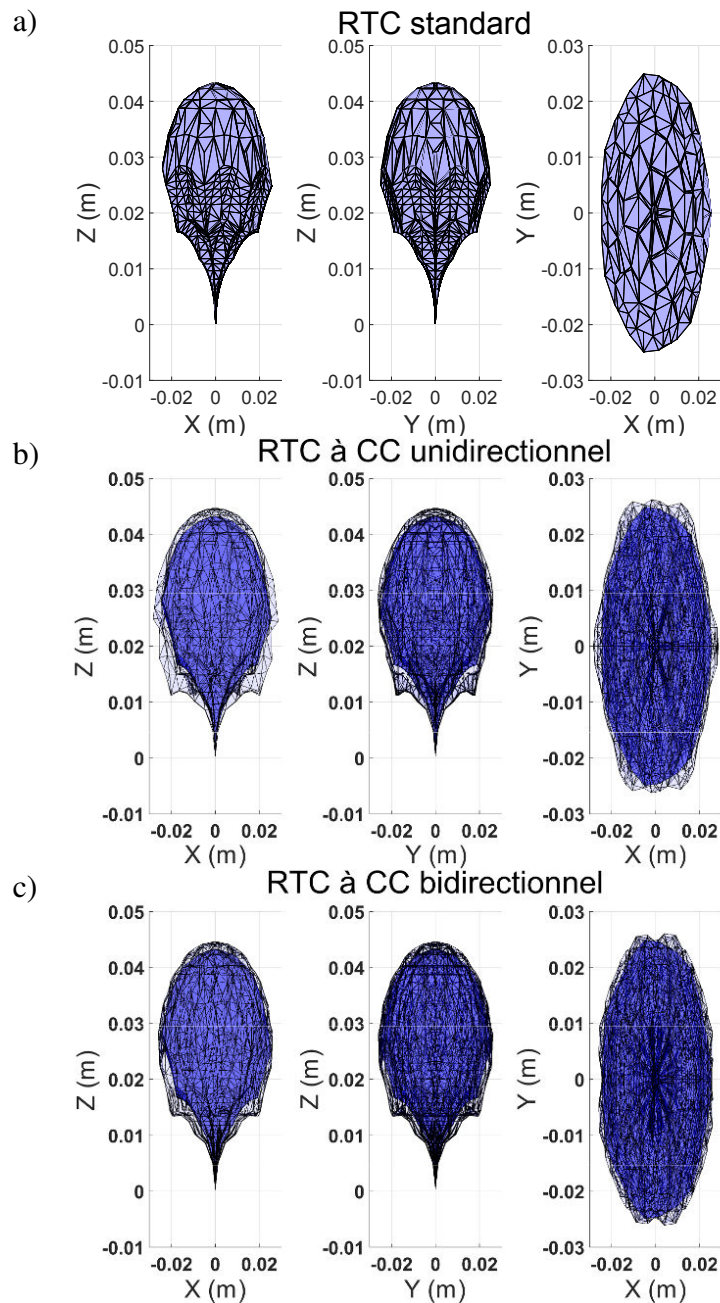 a)
RTC standard
0.05
0.04
0.03
0.02
0.01
0
-0.01
Z (m)
-0.02 0 0.02
X (m)
0.05
0.04
0.03
0.02
0.01
0
-0.01
Z (m)
-0.02 0 0.02
Y (m)
0.03
0.02
0.01
0
-0.01
-0.02
-0.03
Y (m)
-0.02 0 0.02
X (m)
b)
RTC à CC unidirectionnel
0.05
0.04
0.03
0.02
0.01
0
-0.01
Z (m)
-0.02 0 0.02
X (m)
0.05
0.04
0.03
0.02
0.01
0
-0.01
Z (m)
-0.02 0 0.02
Y (m)
0.03
0.02
0.01
0
-0.01
-0.02
-0.03
Y (m)
-0.02 0 0.02
X (m)
c)
RTC à CC bidirectionnel
0.05
0.04
0.03
0.02
0.01
0
-0.01
Z (m)
-0.02 0 0.02
X (m)
0.05
0.04
0.03
0.02
0.01
0
-0.01
Z (m)
-0.02 0 0.02
Y (m)
0.03
0.02
0.01
0
-0.01
-0.02
-0.03
Y (m)
-0.02 0 0.02
X (m)